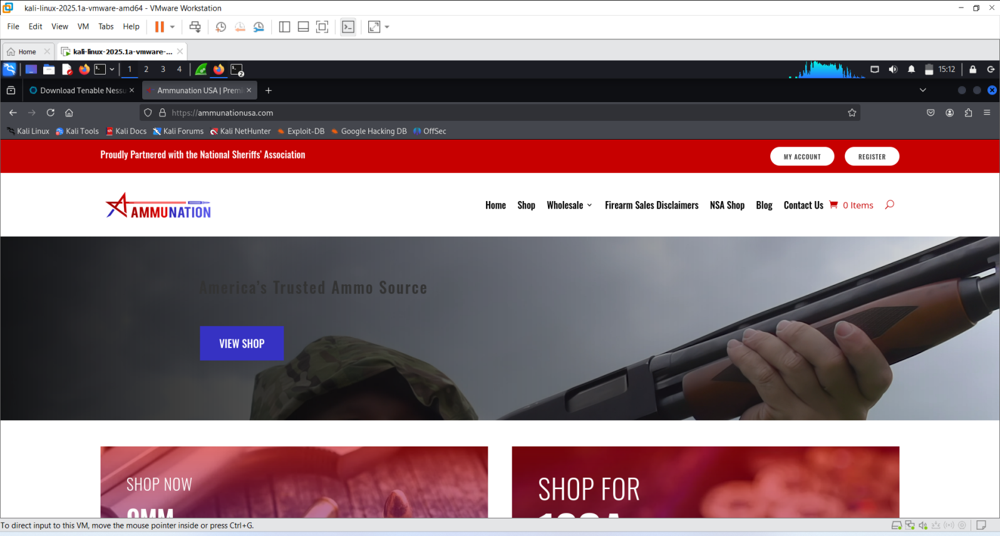 kali-linux-2025.1a-vmware-amd64 - VMware Workstation
File Edit View VM Tabs Help
Home kali-linux-2025.1a-vmware-...
1 2 3 4 2 15:12
Download Tenable Nessu Ammunation USA | Premi
https://ammunationusa.com
Kali Linux Kali Tools Kali Docs Kali Forums Kali NetHunter Exploit-DB Google Hacking DB OffSec
Proudly Partnered with the National Sheriffs' Association MY ACCOUNT REGISTER
AMMUNATION
Home Shop Wholesale Firearm Sales Disclaimers NSA Shop Blog Contact Us 0 Items
America's Trusted Ammo Source
VIEW SHOP
SHOP NOW SHOP FOR
9MM
To direct input to this VM, move the mouse pointer inside or press Ctrl+G.